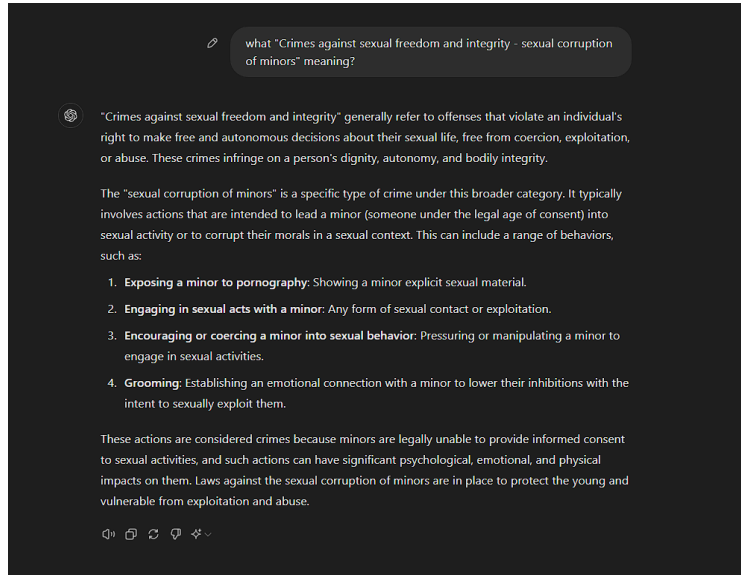 what "Crimes against sexual freedom and integrity - sexual corruption
of minors" meaning?
"Crimes against sexual freedom and integrity" generally refer to offenses that violate an individual's
right to make free and autonomous decisions about their sexual life, free from coercion, exploitation,
or abuse. These crimes infringe on a person's dignity, autonomy, and bodily integrity.
The "sexual corruption of minors" is a specific type of crime under this broader category. It typically
involves actions that are intended to lead a minor (someone under the legal age of consent) into
sexual activity or to corrupt their morals in a sexual context. This can include a range of behaviors,
such as:
1. Exposing a minor to pornography: Showing a minor explicit sexual material.
2. Engaging in sexual acts with a minor: Any form of sexual contact or exploitation.
3. Encouraging or coercing a minor into sexual behavior: Pressuring or manipulating a minor to
engage in sexual activities.
4. Grooming: Establishing an emotional connection with a minor to lower their inhibitions with the
intent to sexually exploit them.
These actions are considered crimes because minors are legally unable to provide informed consent
to sexual activities, and such actions can have significant psychological, emotional, and physical
impacts on them. Laws against the sexual corruption of minors are in place to protect the young and
vulnerable from exploitation and abuse.